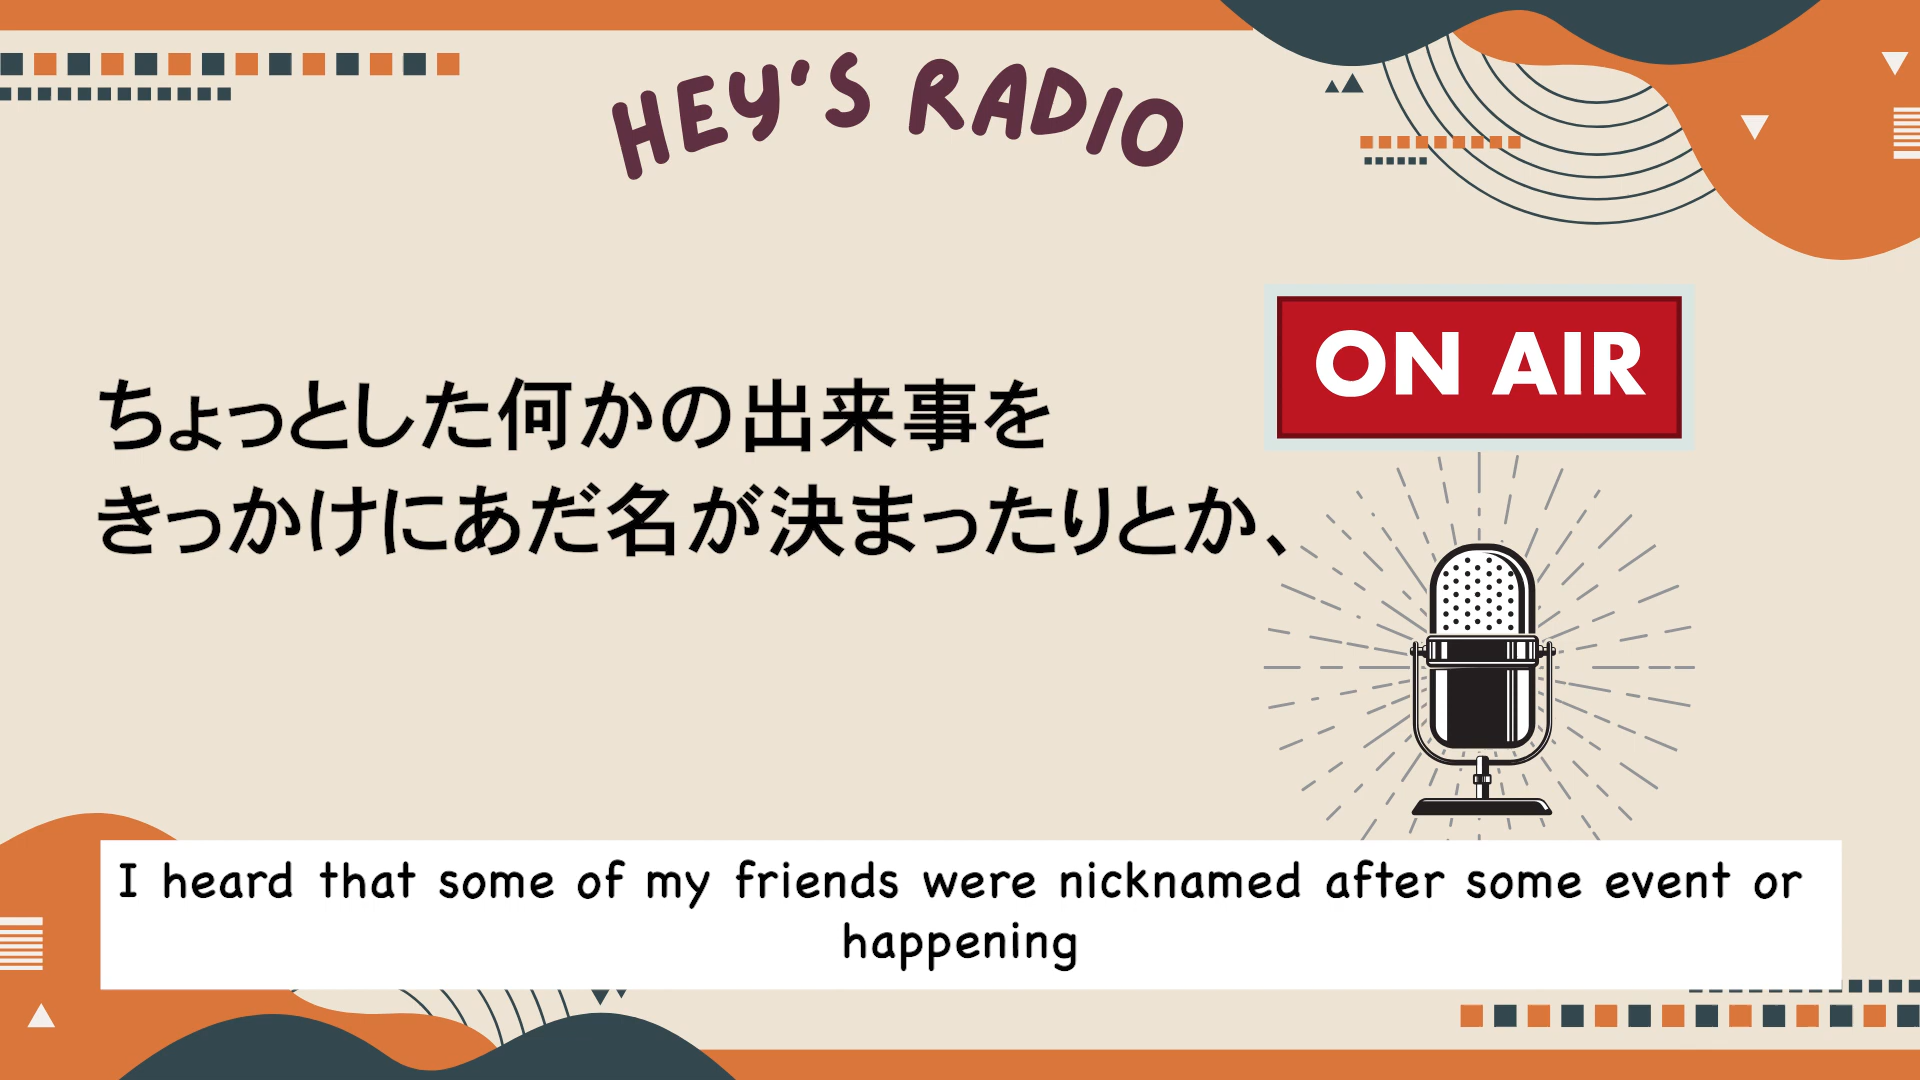 HEY'S RADIO
ON AIR
ちょっとした何かの出来事を
きっかけにあだ名が決まったりとか、
I heard that some of my friends were nicknamed after some event or
happening